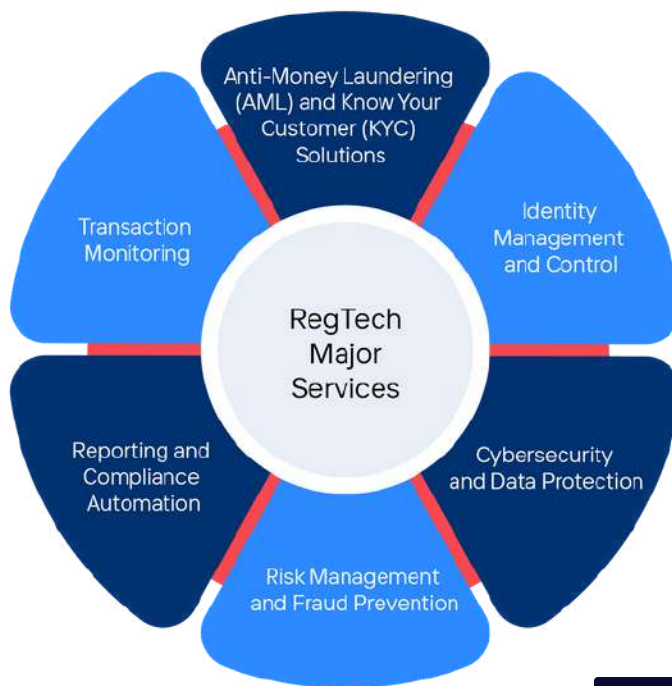 Anti-Money Laundering
(AML) and Know Your
Customer (KYC)
Solutions
Identity
Management
and Control
Cybersecurity
and Data Protection
Risk Management
and Fraud Prevention
Reporting and
Compliance
Automation
Transaction
Monitoring
RegTech
Major
Services